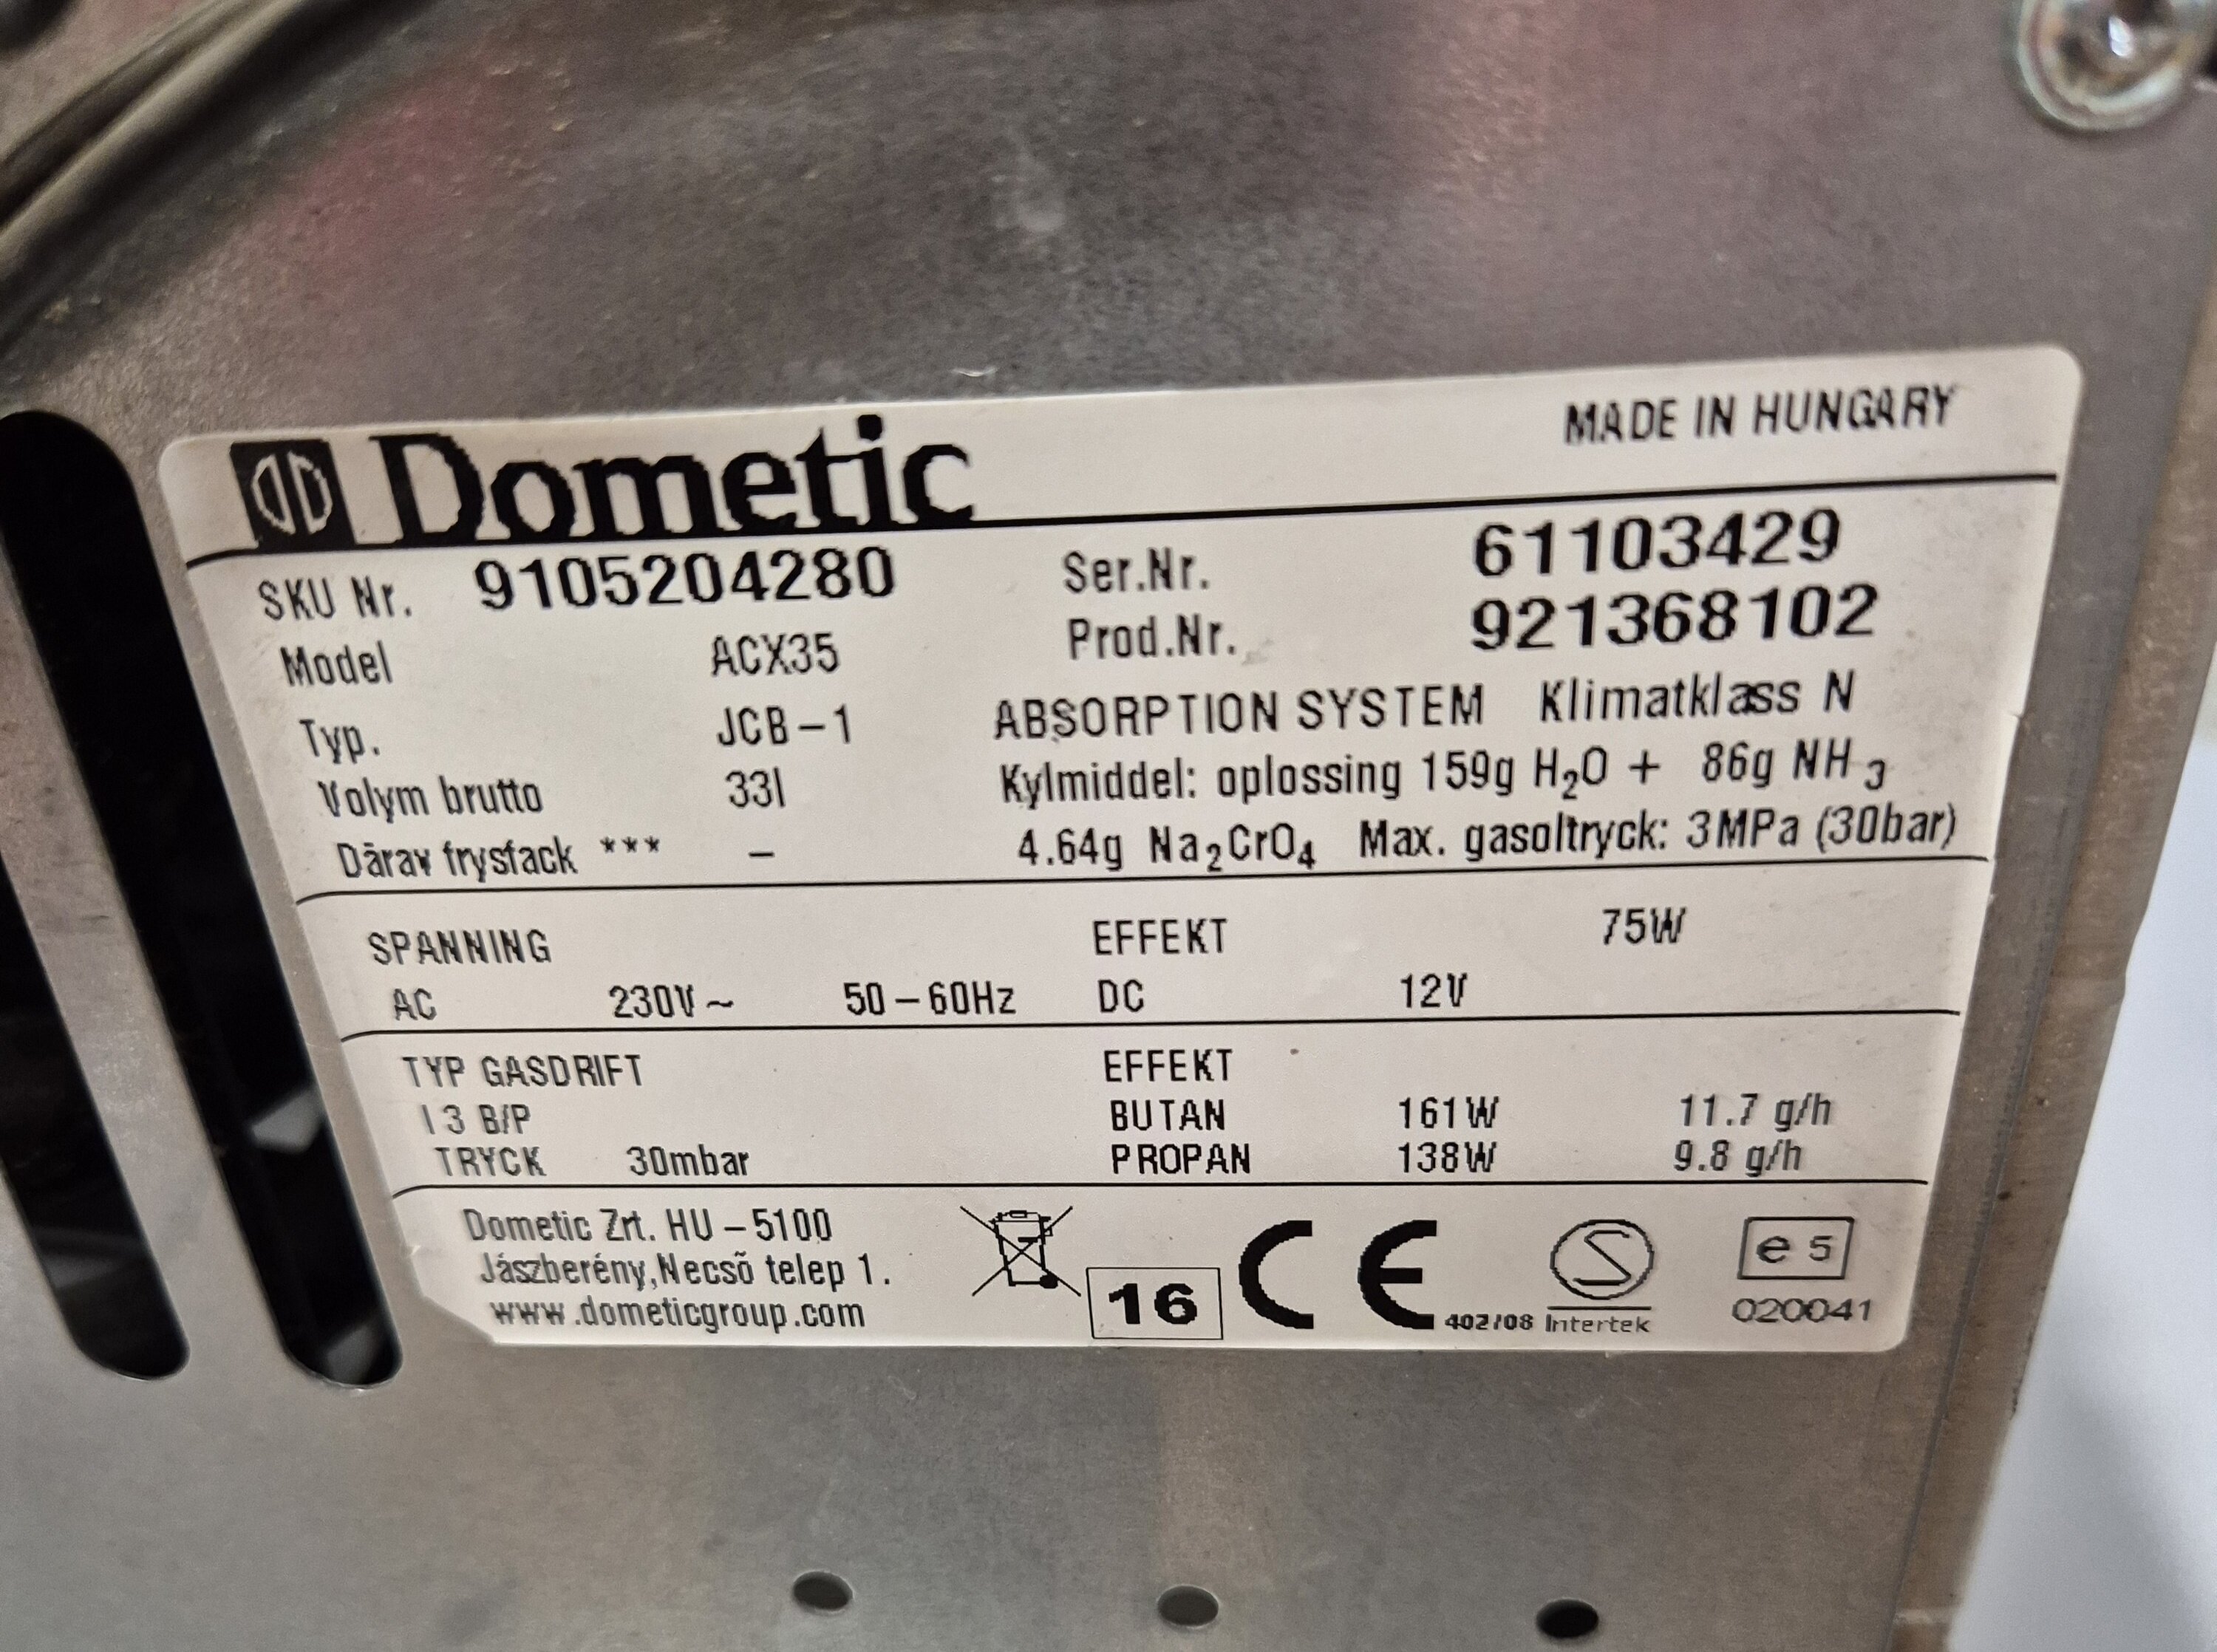 Dometic MADE IN HUNGARY
SKU Nr. 9105204280 Ser.Nr. 61103429
Model ACX35 Prod.Nr. 921368102
Typ. JCB-1 ABSORPTION SYSTEM Klimatklass N
Volym brutto 33l Kylmiddel: oplossing 159g H₂O + 86g NH₃
Därav frysfack *** – 4.64g Na₂CrO₄ Max. gasoltryck: 3MPa (30bar)
SPANNING EFFEKT 75W
AC 230V~ 50-60Hz DC 12V
TYP GASDRIFT EFFEKT
I 3 B/P BUTAN 161W 11.7 g/h
TRYCK 30mbar PROPAN 138W 9.8 g/h
Dometic Zrt. HU-5100
Jászberény,Necsõ telep 1.
www.dometicgroup.com
16 CE 402/08 S Intertek
e5
020041